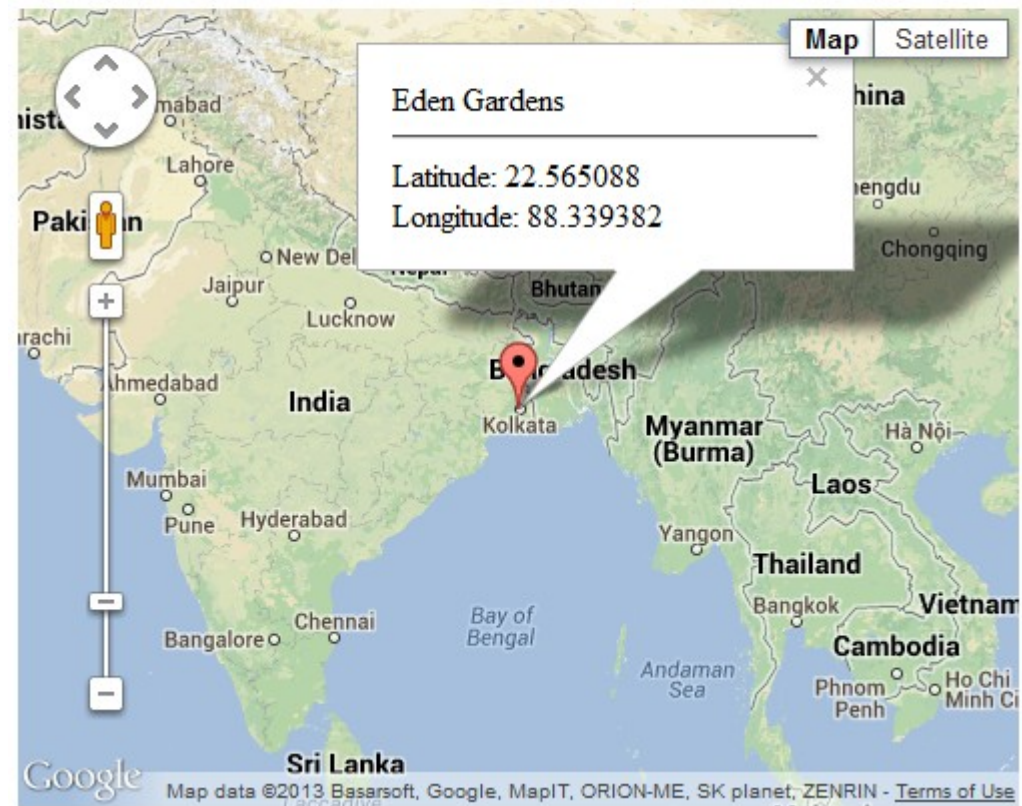 Map Satellite
Eden Gardens
Latitude: 22.565088
Longitude: 88.339382
hina
mabad
Lahore
engdu
Chongqing
New Del
Jaipur
Bhutan
Lucknow
Ahmedabad
India
Kolkata
Myanmar
(Burma)
Hà Nội
Laos
Mumbai
Pune
Hyderabad
Yangon
Thailand
Bangkok
Vietnam
Bay of
Bengal
Chennai
Bangalore
Cambodia
Andaman
Sea
Phnom
Penh
Ho Chi
Minh Ci
Sri Lanka
Google
Map data ©2013 Basarsoft, Google, MapIT, ORION-ME, SK planet, ZENRIN - Terms of Use